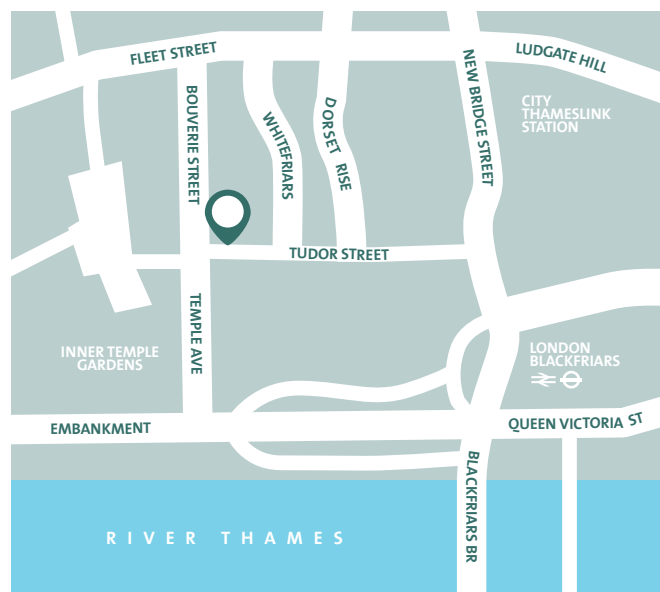 FLEET STREET
LUDGATE HILL
NEW BRIDGE STREET
BOUVERIE STREET
WHITEFRIARS
DORSET RISE
CITY
THAMESLINK
STATION
TUDOR STREET
TEMPLE AVE
INNER TEMPLE
GARDENS
LONDON
BLACKFRIARS
EMBANKMENT
QUEEN VICTORIA ST
BLACKFRIARS BR
RIVER THAMES